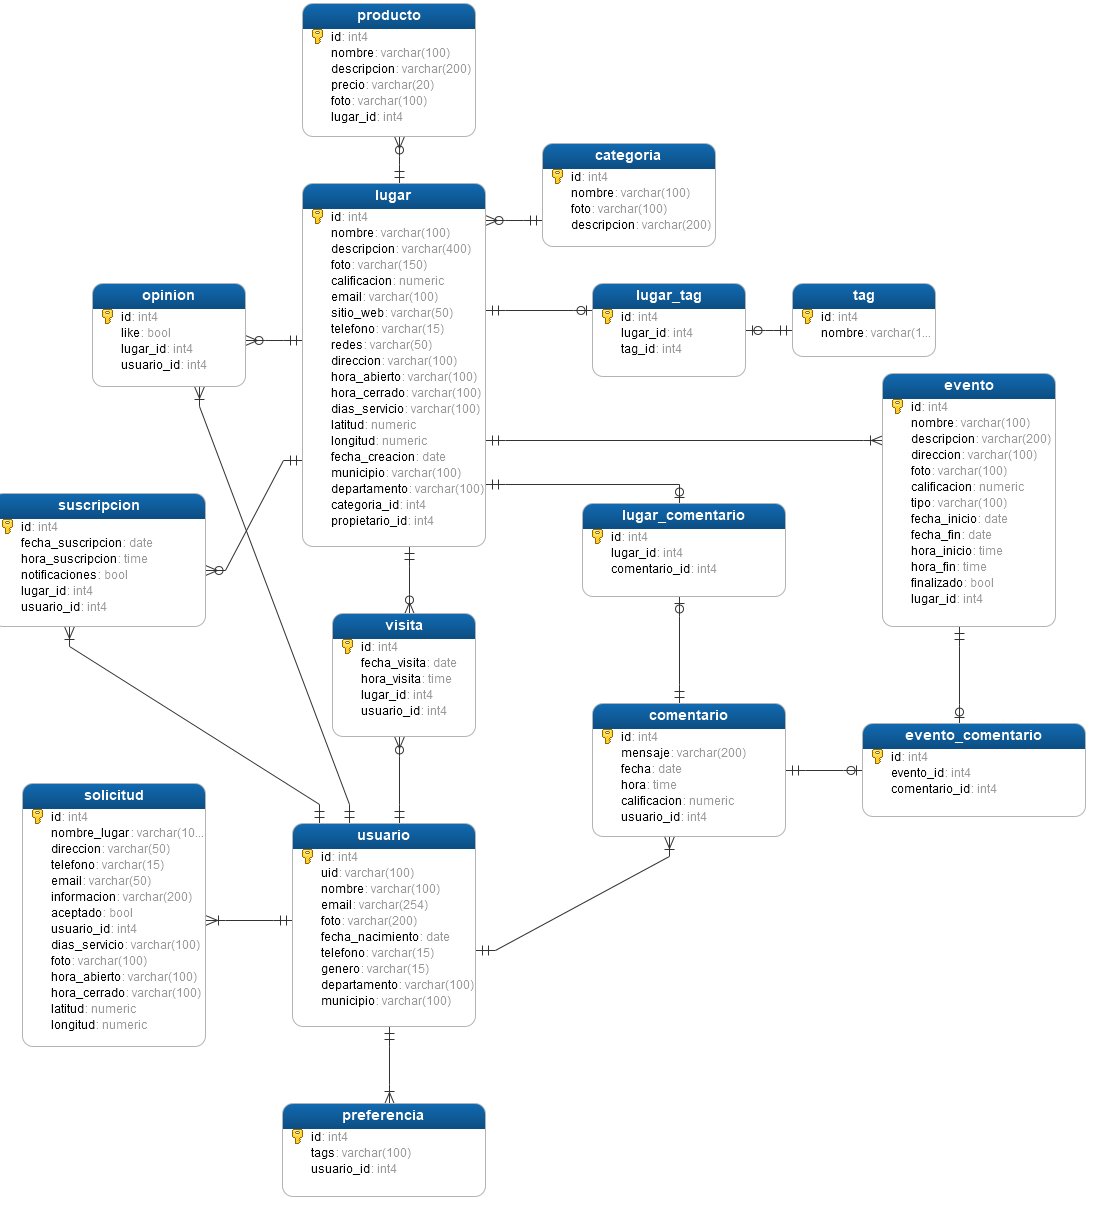 producto
id: int4
nombre: varchar(100)
descripcion: varchar(200)
precio: varchar(20)
foto: varchar(100)
lugar_id: int4
categoria
id: int4
nombre: varchar(100)
foto: varchar(100)
descripcion: varchar(200)
lugar
id: int4
nombre: varchar(100)
descripcion: varchar(400)
foto: varchar(150)
calificacion: numeric
email: varchar(100)
sitio_web: varchar(50)
telefono: varchar(15)
redes: varchar(50)
direccion: varchar(100)
hora_abierto: varchar(100)
hora_cerrado: varchar(100)
dias_servicio: varchar(100)
latitud: numeric
longitud: numeric
fecha_creacion: date
municipio: varchar(100)
departamento: varchar(100)
categoria_id: int4
propietario_id: int4
opinion
id: int4
like: bool
lugar_id: int4
usuario_id: int4
lugar_tag
id: int4
lugar_id: int4
tag_id: int4
tag
id: int4
nombre: varchar(1...
evento
id: int4
nombre: varchar(100)
descripcion: varchar(200)
direccion: varchar(100)
foto: varchar(100)
calificacion: numeric
tipo: varchar(100)
fecha_inicio: date
fecha_fin: date
hora_inicio: time
hora_fin: time
finalizado: bool
lugar_id: int4
suscripcion
id: int4
fecha_suscripcion: date
hora_suscripcion: time
notificaciones: bool
lugar_id: int4
usuario_id: int4
lugar_comentario
id: int4
lugar_id: int4
comentario_id: int4
visita
id: int4
fecha_visita: date
hora_visita: time
lugar_id: int4
usuario_id: int4
comentario
id: int4
mensaje: varchar(200)
fecha: date
hora: time
calificacion: numeric
usuario_id: int4
evento_comentario
id: int4
evento_id: int4
comentario_id: int4
solicitud
id: int4
nombre_lugar: varchar(10...
direccion: varchar(50)
telefono: varchar(15)
email: varchar(50)
informacion: varchar(200)
aceptado: bool
usuario_id: int4
dias_servicio: varchar(100)
foto: varchar(100)
hora_abierto: varchar(100)
hora_cerrado: varchar(100)
latitud: numeric
longitud: numeric
usuario
id: int4
uid: varchar(100)
nombre: varchar(100)
email: varchar(254)
foto: varchar(200)
fecha_nacimiento: date
telefono: varchar(15)
genero: varchar(15)
departamento: varchar(100)
municipio: varchar(100)
preferencia
id: int4
tags: varchar(100)
usuario_id: int4